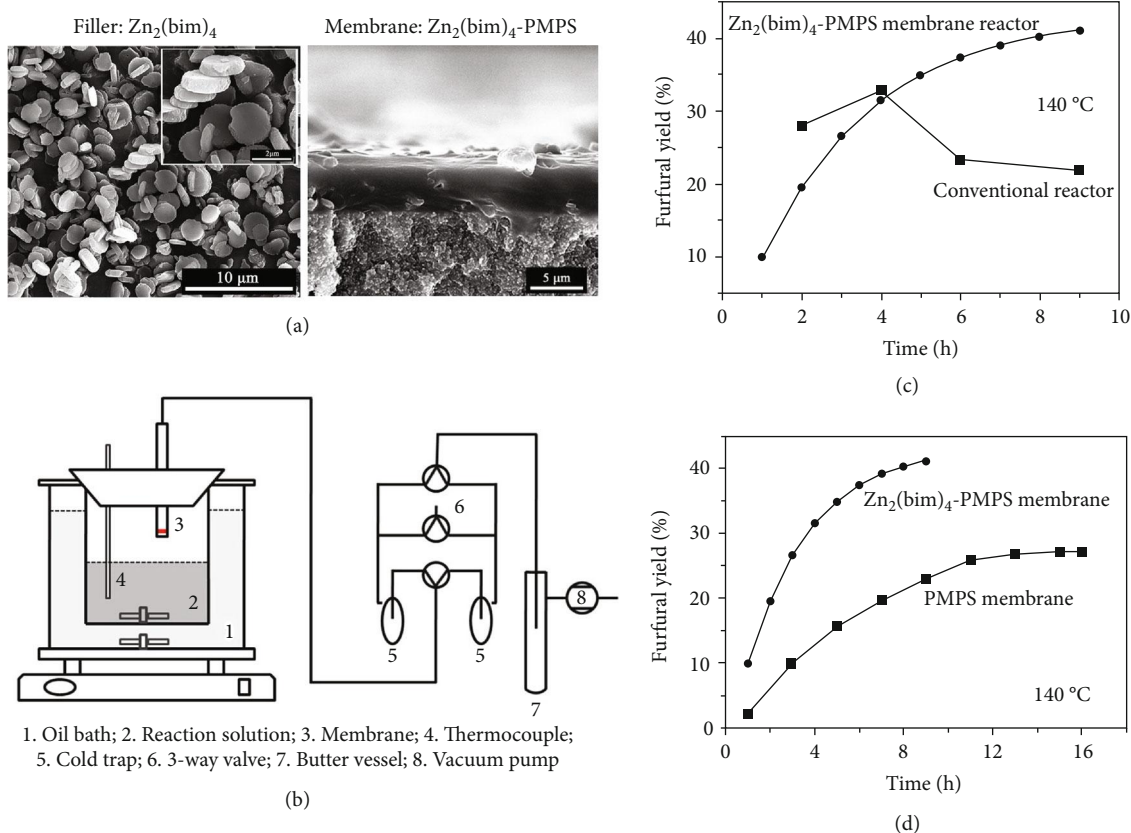 Filler: Zn2(bim)4
2μm
10 μm
Membrane: Zn2(bim)4-PMPS
5 μm
(a)
3
4
2
1
5
5
6
7
8
1. Oil bath; 2. Reaction solution; 3. Membrane; 4. Thermocouple;
5. Cold trap; 6. 3-way valve; 7. Butter vessel; 8. Vacuum pump
(b)
Furfural yield (%)
40
30
20
10
Zn2(bim)4-PMPS membrane reactor
140 °C
Conventional reactor
0
2
4
6
8
10
Time (h)
(c)
Furfural yield (%)
40
30
20
10
0
Zn2(bim)4-PMPS membrane
PMPS membrane
140 °C
0
4
8
12
16
Time (h)
(d)